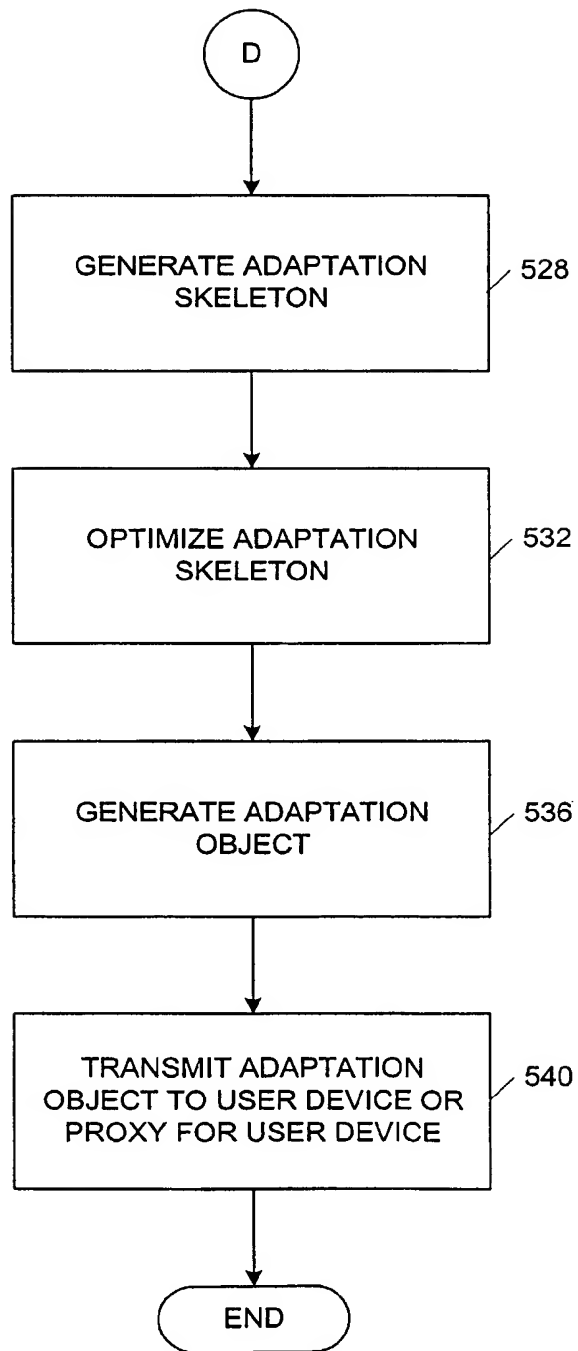 D
GENERATE ADAPTATION
SKELETON
528
OPTIMIZE ADAPTATION
SKELETON
532
GENERATE ADAPTATION
OBJECT
536
TRANSMIT ADAPTATION
OBJECT TO USER DEVICE OR
PROXY FOR USER DEVICE
540
END